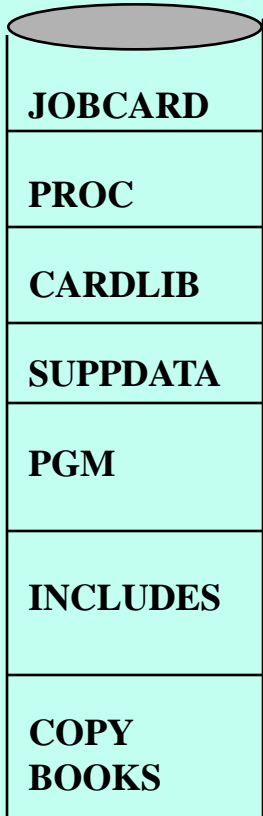 JOBCARD
PROC
CARDLIB
SUPPDATA
PGM
INCLUDES
COPY
BOOKS